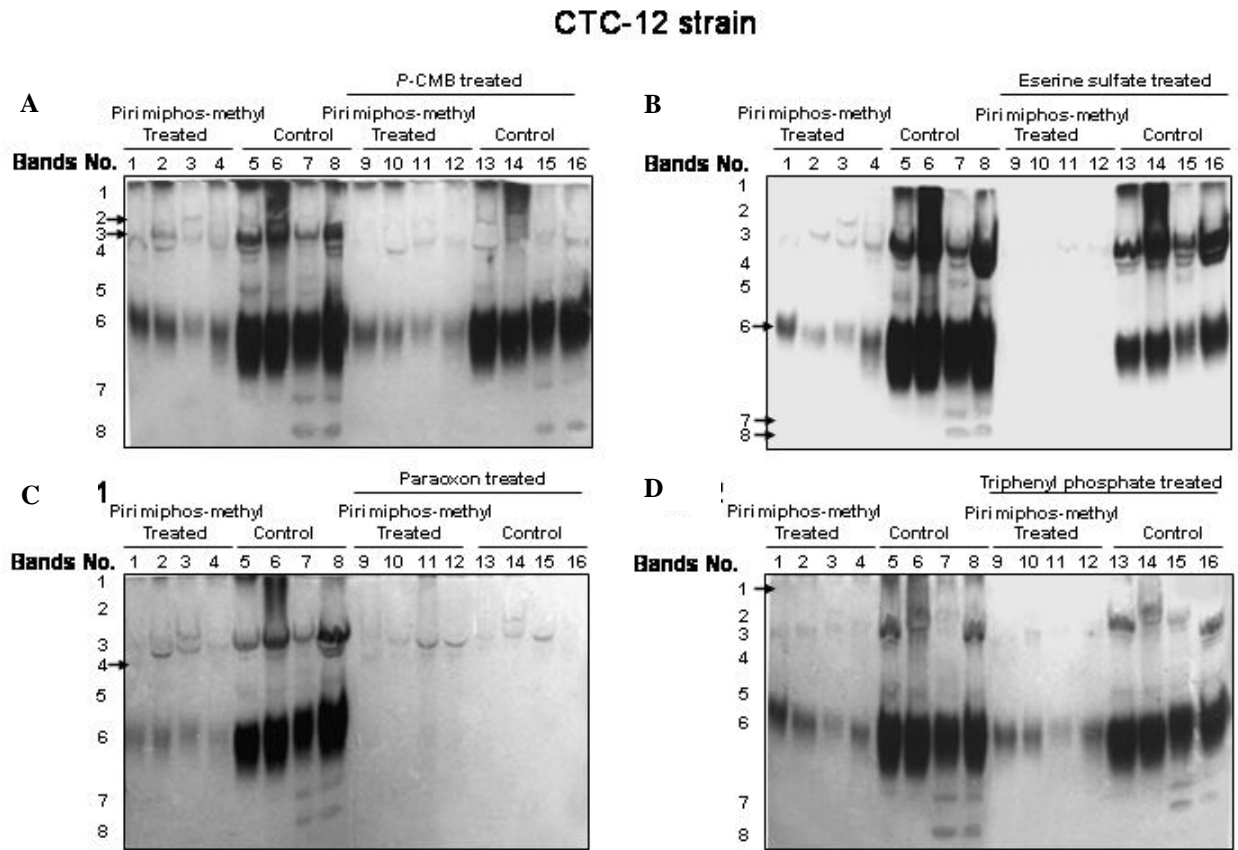 CTC-12 strain
A
P-CMB treated
Pirimiphos-methyl Pirimiphos-methyl
Treated Control Treated Control
Bands No. 1 2 3 4 5 6 7 8 9 10 11 12 13 14 15 16
1
2
3
4
5
6
7
8
B
Eserine sulfate treated
Pirimiphos-methyl Pirimiphos-methyl
Treated Control Treated Control
Bands No. 1 2 3 4 5 6 7 8 9 10 11 12 13 14 15 16
1
2
3
4
5
6
7
8
C 1
Paraoxon treated
Pirimiphos-methyl Pirimiphos-methyl
Treated Control Treated Control
Bands No. 1 2 3 4 5 6 7 8 9 10 11 12 13 14 15 16
1
2
3
4
5
6
7
8
D
Triphenyl phosphate treated
Pirimiphos-methyl Pirimiphos-methyl
Treated Control Treated Control
Bands No. 1 2 3 4 5 6 7 8 9 10 11 12 13 14 15 16
1
2
3
4
5
6
7
8